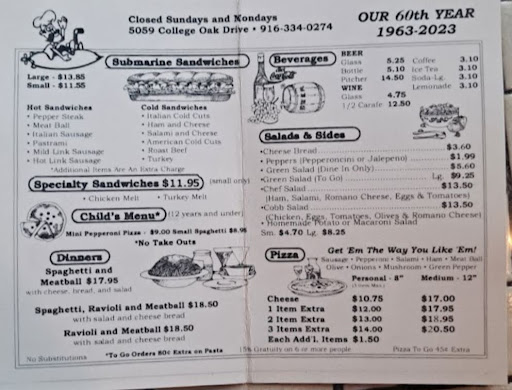 Closed Sundays and Nondays
5059 College Oak Drive • 916-334-0274
OUR 60th YEAR
1963-2023
Submarine Sandwiches
Large - $13.85
Small - $11.55
Hot Sandwiches
• Pepper Steak
• Meat Ball
• Italian Sausage
• Pastrami
• Mild Link Sausage
• Hot Link Sausage
Cold Sandwiches
• Italian Cold Cuts
• Ham and Cheese
• Salami and Cheese
• American Cold Cuts
• Roast Beef
• Turkey
*Additional Items Are An Extra Charge
Specialty Sandwiches $11.95 (small only)
• Chicken Melt • Turkey Melt
Child's Menu* (12 years and under)
Mini Pepperoni Pizza - $9.00 Small Spaghetti
*No Take Outs
Dinners
Spaghetti and
Meatball $17.95
with cheese, bread, and salad
Spaghetti, Ravioli and Meatball $18.50
with salad and cheese bread
Ravioli and Meatball $18.50
with salad and cheese bread
No Substitutions
*To Go Orders 80¢ Extra on Pasta
Beverages
BEER
Glass 5.25
Bottle 5.10
Pitcher 14.50
WINE
Glass 4.75
1/2 Carafe 12.50
Coffee 3.10
Ice Tea 3.10
Soda-Lg. 3.10
Lemonade 3.10
Salads & Sides
• Cheese Bread $3.60
• Peppers (Pepperoncini or Jalepeno) $1.99
• Green Salad (Dine In Only) $5.60
• Green Salad (To Go) Lg. $9.25
• Chef Salad $13.50
(Ham, Salami, Romano Cheese, Eggs & Tomatoes)
• Cobb Salad $13.50
(Chicken, Eggs, Tomatoes, Olives & Romano Cheese)
• Homemade Potato or Macaroni Salad
Sm. $4.70 Lg. $8.25
Pizza
Get 'Em The Way You Like 'Em!
Sausage • Pepperoni • Salami • Ham • Meat Ball
Olive • Onions • Mushroom • Green Pepper
Personal - 8" Medium - 12"
Cheese $10.75 $17.00
1 Item Extra $12.00 $17.95
2 Item Extra $13.00 $18.95
3 Items Extra $14.00 $20.50
Each Add'l. Items $1.50
15% Gratuity on 6 or more people
Pizza To Go 45¢ Extra